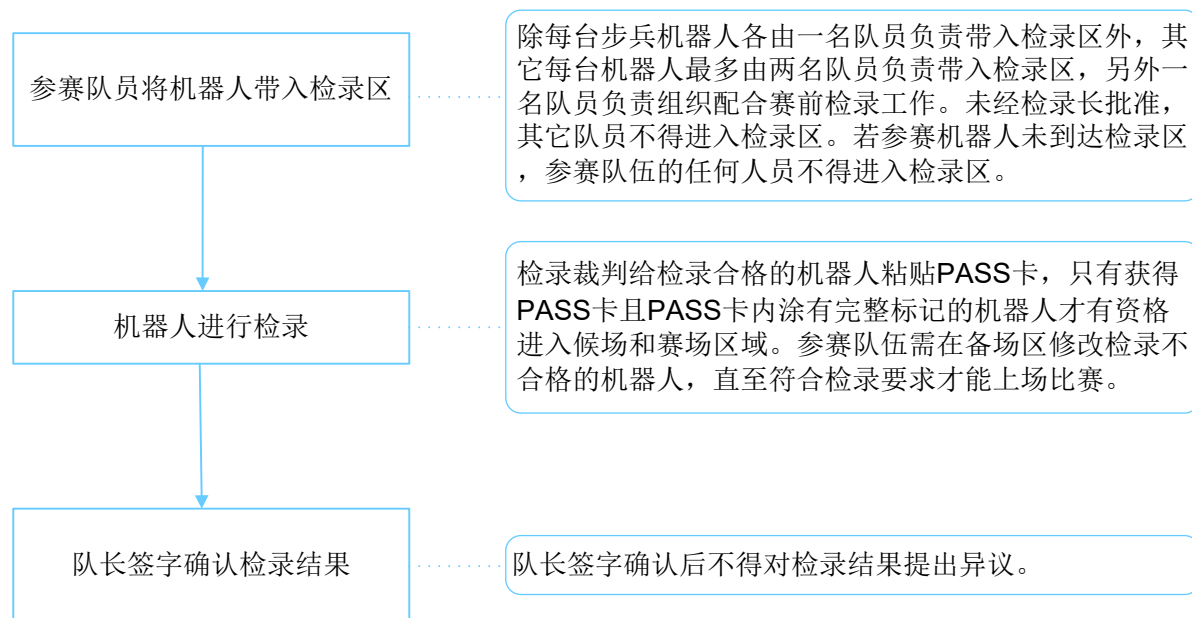 参赛队员将机器人带入检录区
除每台步兵机器人各由一名队员负责带入检录区外，其
它每台机器人最多由两名队员负责带入检录区，另外一
名队员负责组织配合赛前检录工作。未经检录长批准，
其它队员不得进入检录区。若参赛机器人未到达检录区
，参赛队伍的任何人员不得进入检录区。
机器人进行检录
检录裁判给检录合格的机器人粘贴PASS卡，只有获得
PASS卡且PASS卡内涂有完整标记的机器人才有资格
进入候场和赛场区域。参赛队伍需在备场区修改检录不
合格的机器人，直至符合检录要求才能上场比赛。
队长签字确认检录结果
队长签字确认后不得对检录结果提出异议。